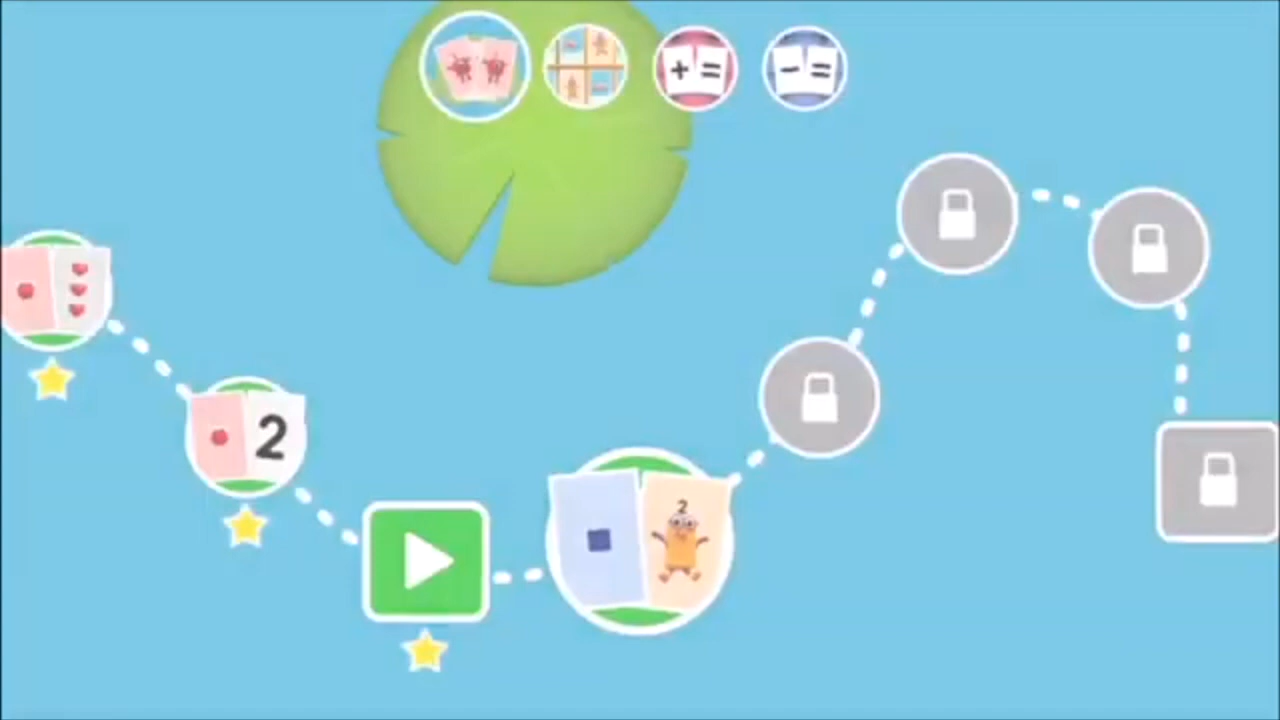 + =
- =
2
2